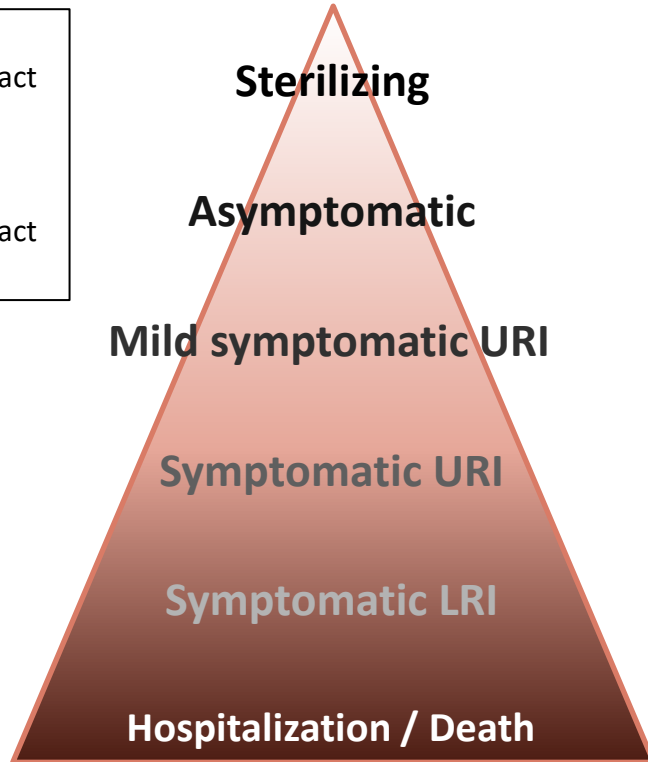 act
Sterilizing
Asymptomatic
act
Mild symptomatic URI
Symptomatic URI
Symptomatic LRI
Hospitalization / Death